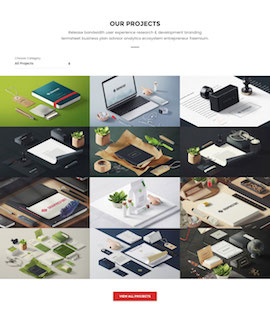 OUR PROJECTS
Release bandwidth user experience research & development branding
termsheet business plan advisor analytics ecosystem entrepreneur freemium.
Choose Category
All Projects
VIEW ALL PROJECTS